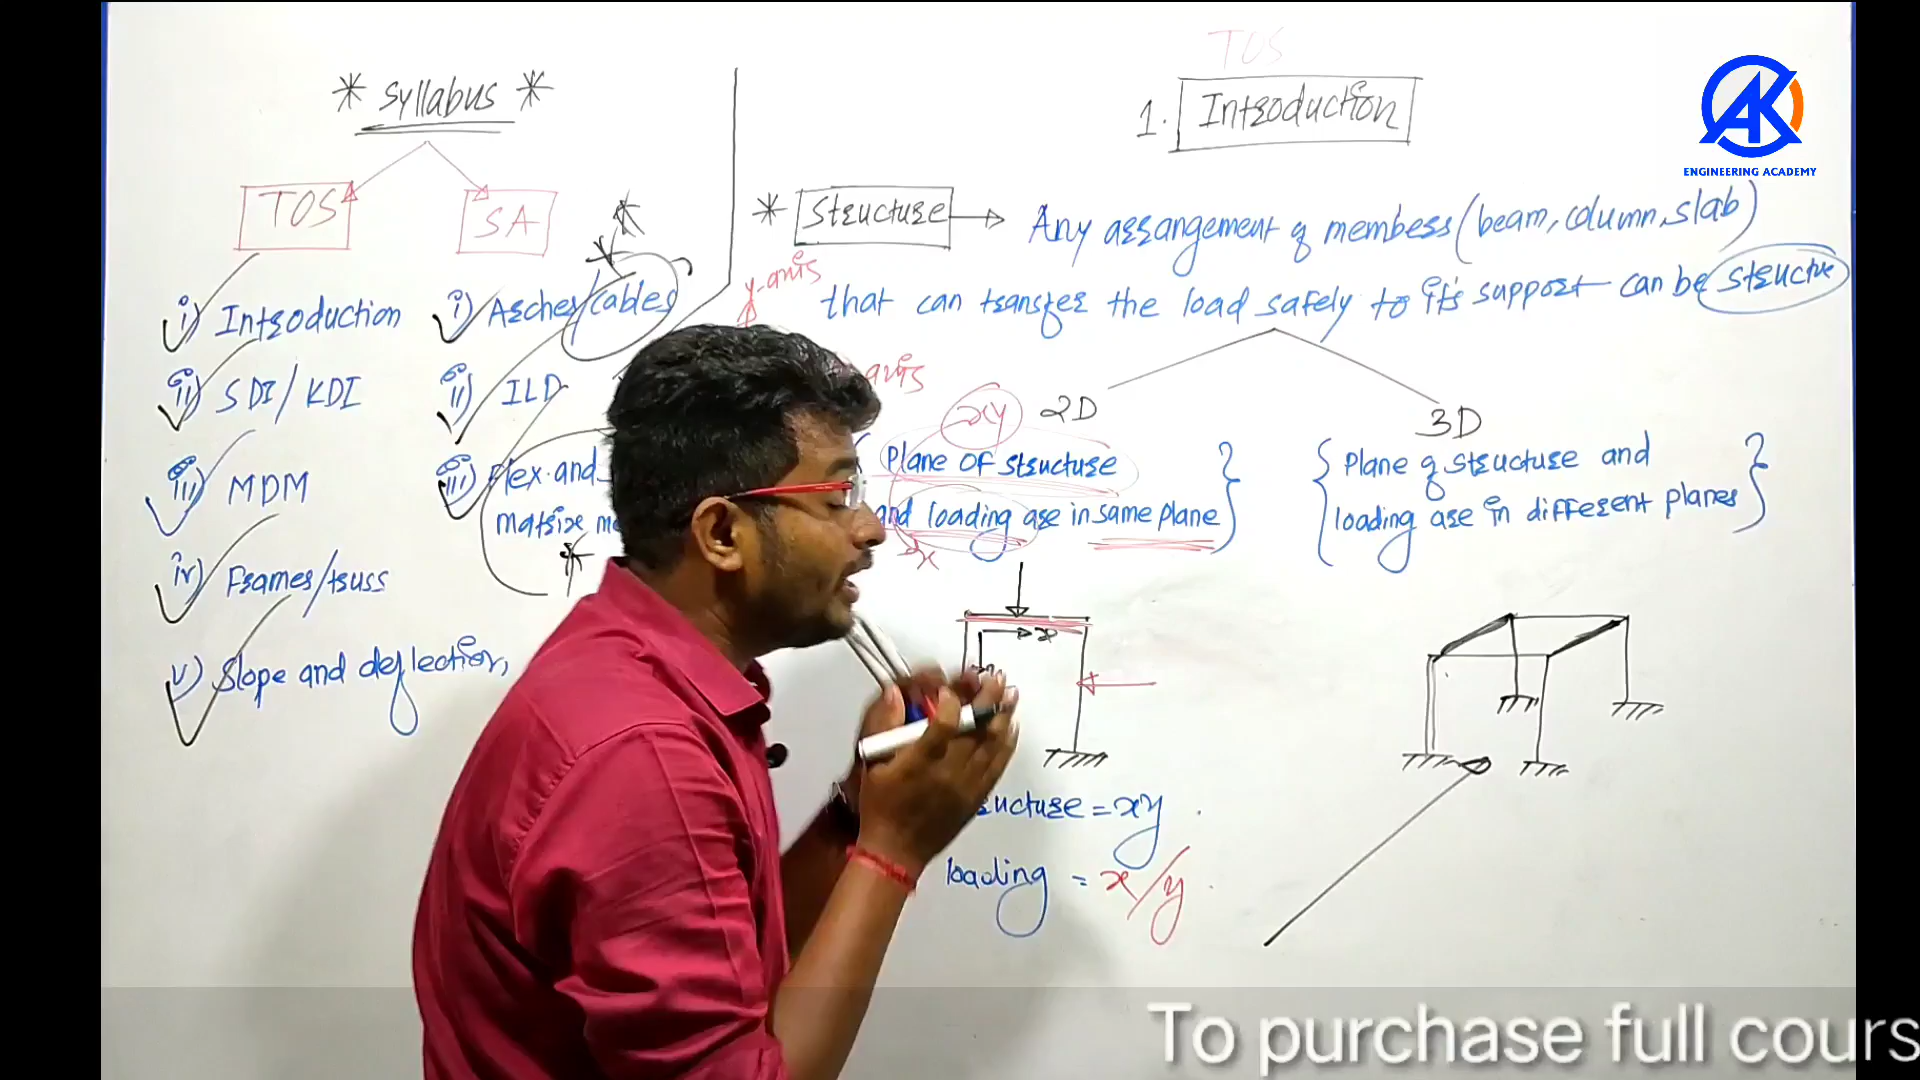 * Syllabus *
TOS
SA
i) Introduction
ii) SDI/KDI
iii) MDM
iv) Frames/truss
v) Slope and deflection,
i) Arches/cables
ii) ILD
iii) Flex. and
matrix
TOS
1. Introduction
* Structure → Any arrangement of members (beam, column, slab)
that can transfer the load safely to it's support can be structure
y-axis
axis
xy 2D
Plane OF structure
and loading are in same plane
x
x
= xy
loading = x/y
3D
{ Plane of structure and
loading are in different planes }
AK
ENGINEERING ACADEMY
To purchase full cours